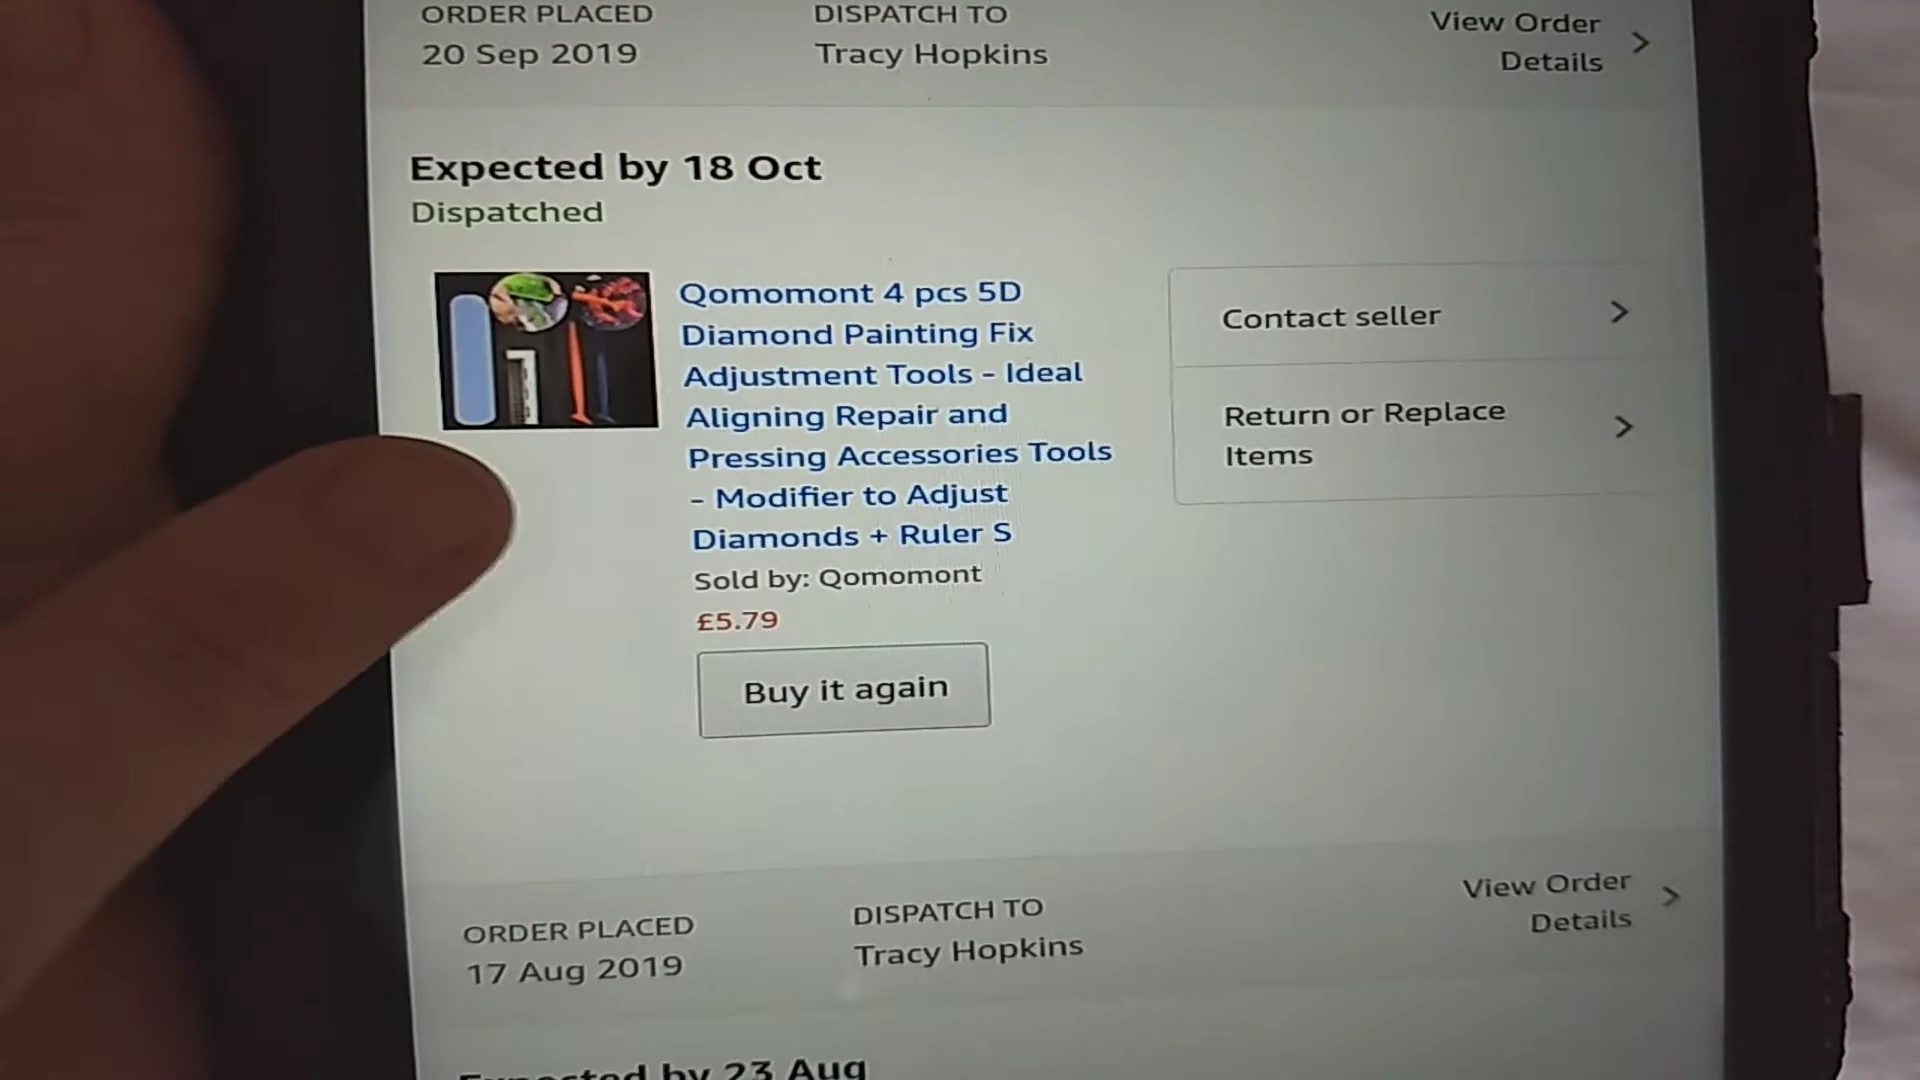 ORDER PLACED
20 Sep 2019
DISPATCH TO
Tracy Hopkins
View Order
Details
Expected by 18 Oct
Dispatched
Qomomont 4 pcs 5D
Diamond Painting Fix
Adjustment Tools - Ideal
Aligning Repair and
Pressing Accessories Tools
- Modifier to Adjust
Diamonds + Ruler S
Sold by: Qomomont
£5.79
Buy it again
Contact seller
Return or Replace
Items
ORDER PLACED
17 Aug 2019
DISPATCH TO
Tracy Hopkins
View Order
Details
Expected by 23 Aug